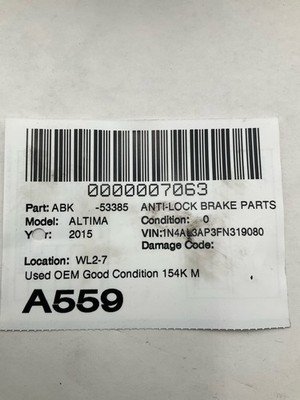 0000007063
Part: ABK -53385 ANTI-LOCK BRAKE PARTS
Model: ALTIMA Condition: 0
Year: 2015 VIN:1N4AL3AP3FN319080
Damage Code:
Location: WL2-7
Used OEM Good Condition 154K M
A559